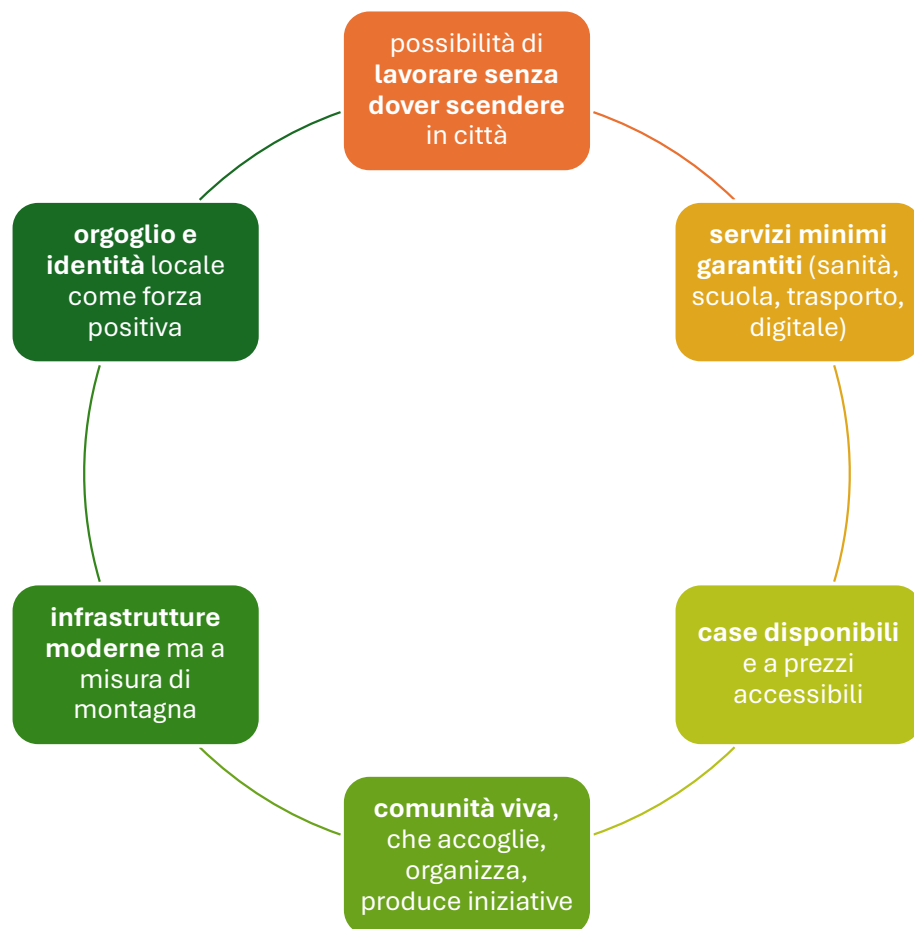 possibilità di
lavorare senza
dover scendere
in città
servizi minimi
garantiti (sanità,
scuola, trasporto,
digitale)
case disponibili
e a prezzi
accessibili
comunità viva,
che accoglie,
organizza,
produce iniziative
infrastrutture
moderne ma a
misura di
montagna
orgoglio e
identità locale
come forza
positiva